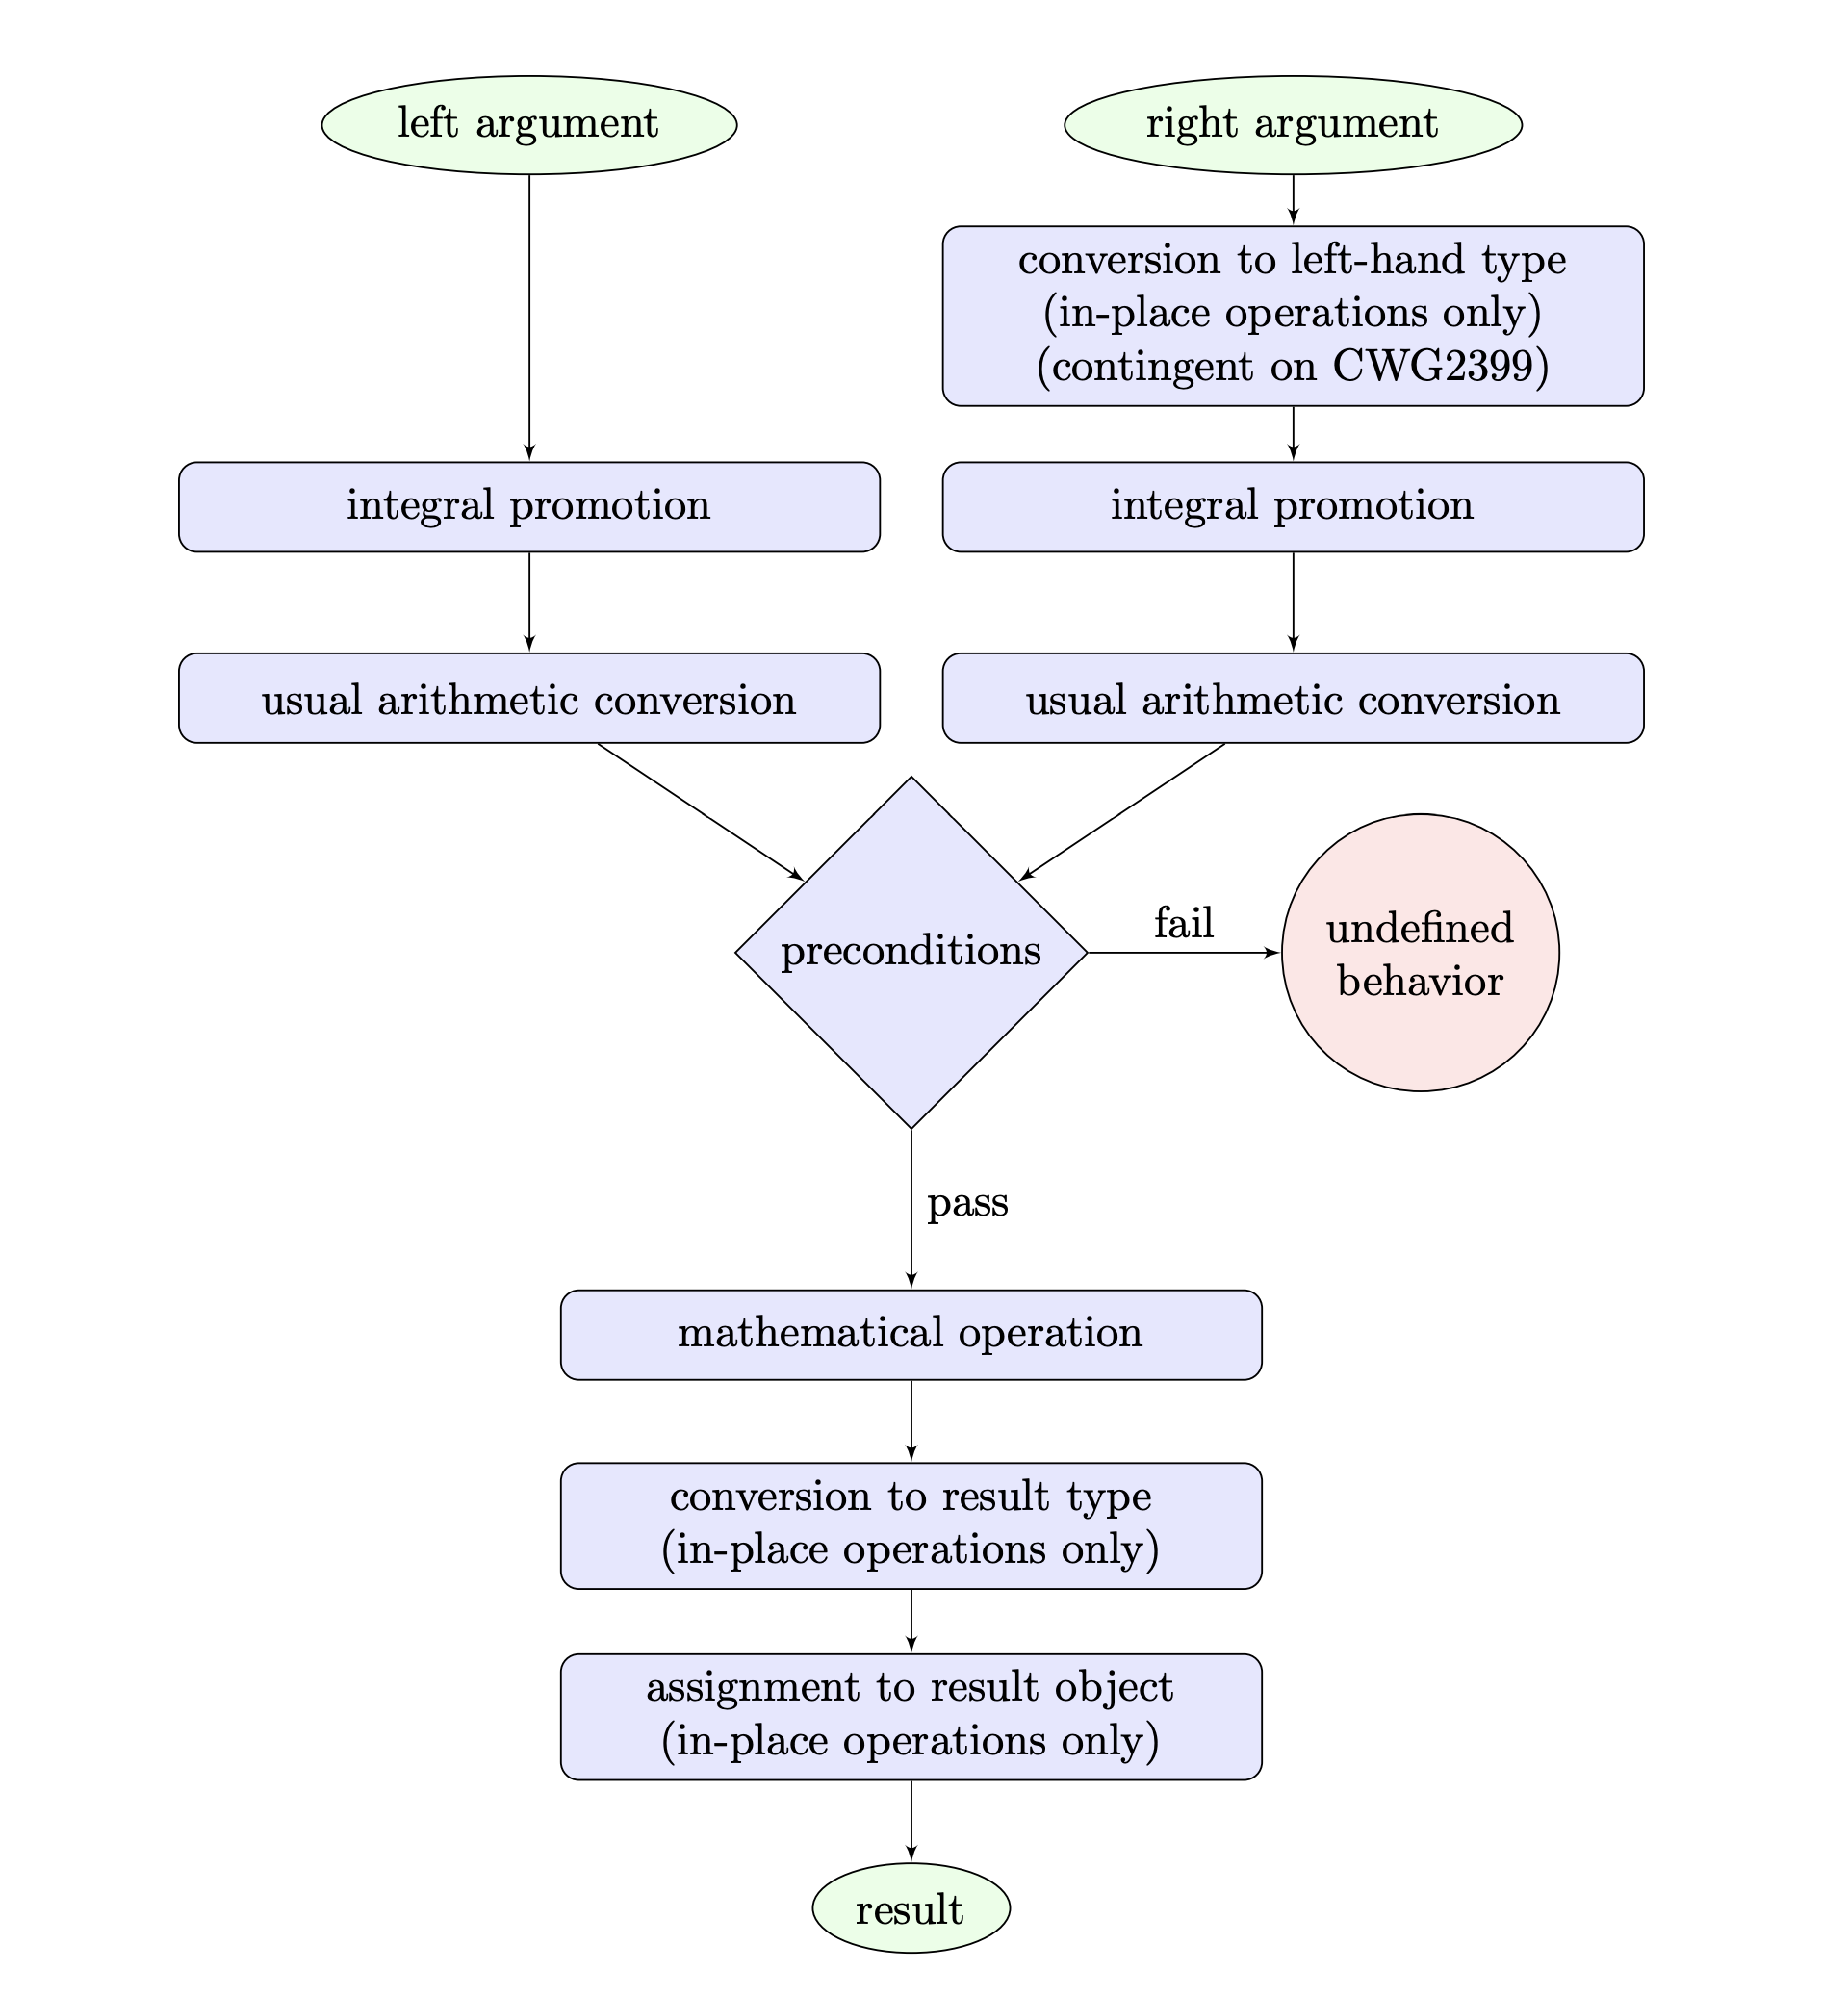 left argument
right argument
conversion to left-hand type
(in-place operations only)
(contingent on CWG2399)
integral promotion
integral promotion
usual arithmetic conversion
usual arithmetic conversion
preconditions
fail
undefined
behavior
pass
mathematical operation
conversion to result type
(in-place operations only)
assignment to result object
(in-place operations only)
result